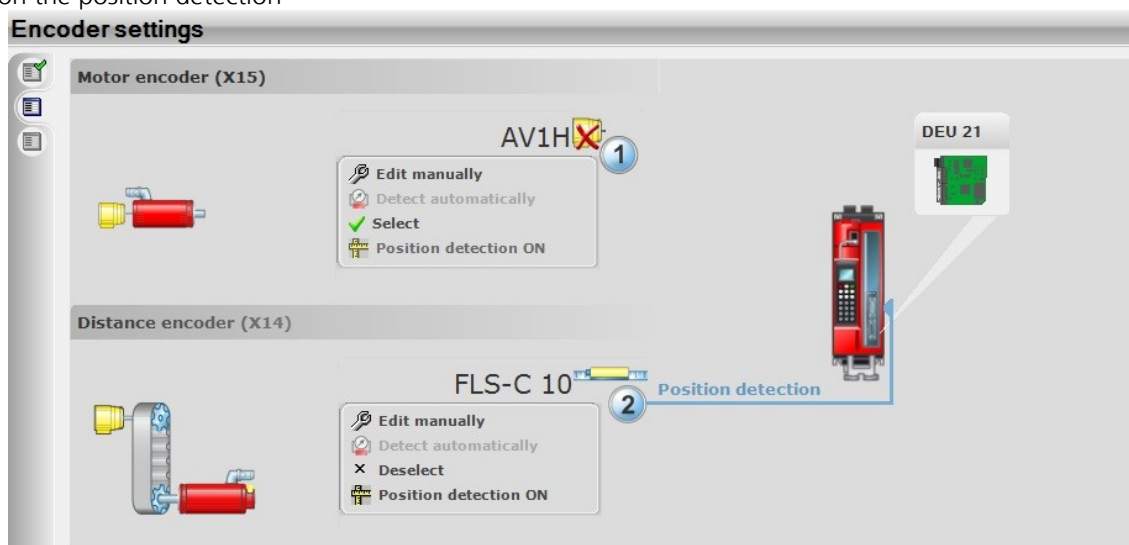 on the position detection
Encoder settings
Motor encoder (X15)
AV1H
1
Edit manually
Detect automatically
Select
Position detection ON
DEU 21
Distance encoder (X14)
FLS-C 10
2
Position detection
Edit manually
Detect automatically
Deselect
Position detection ON